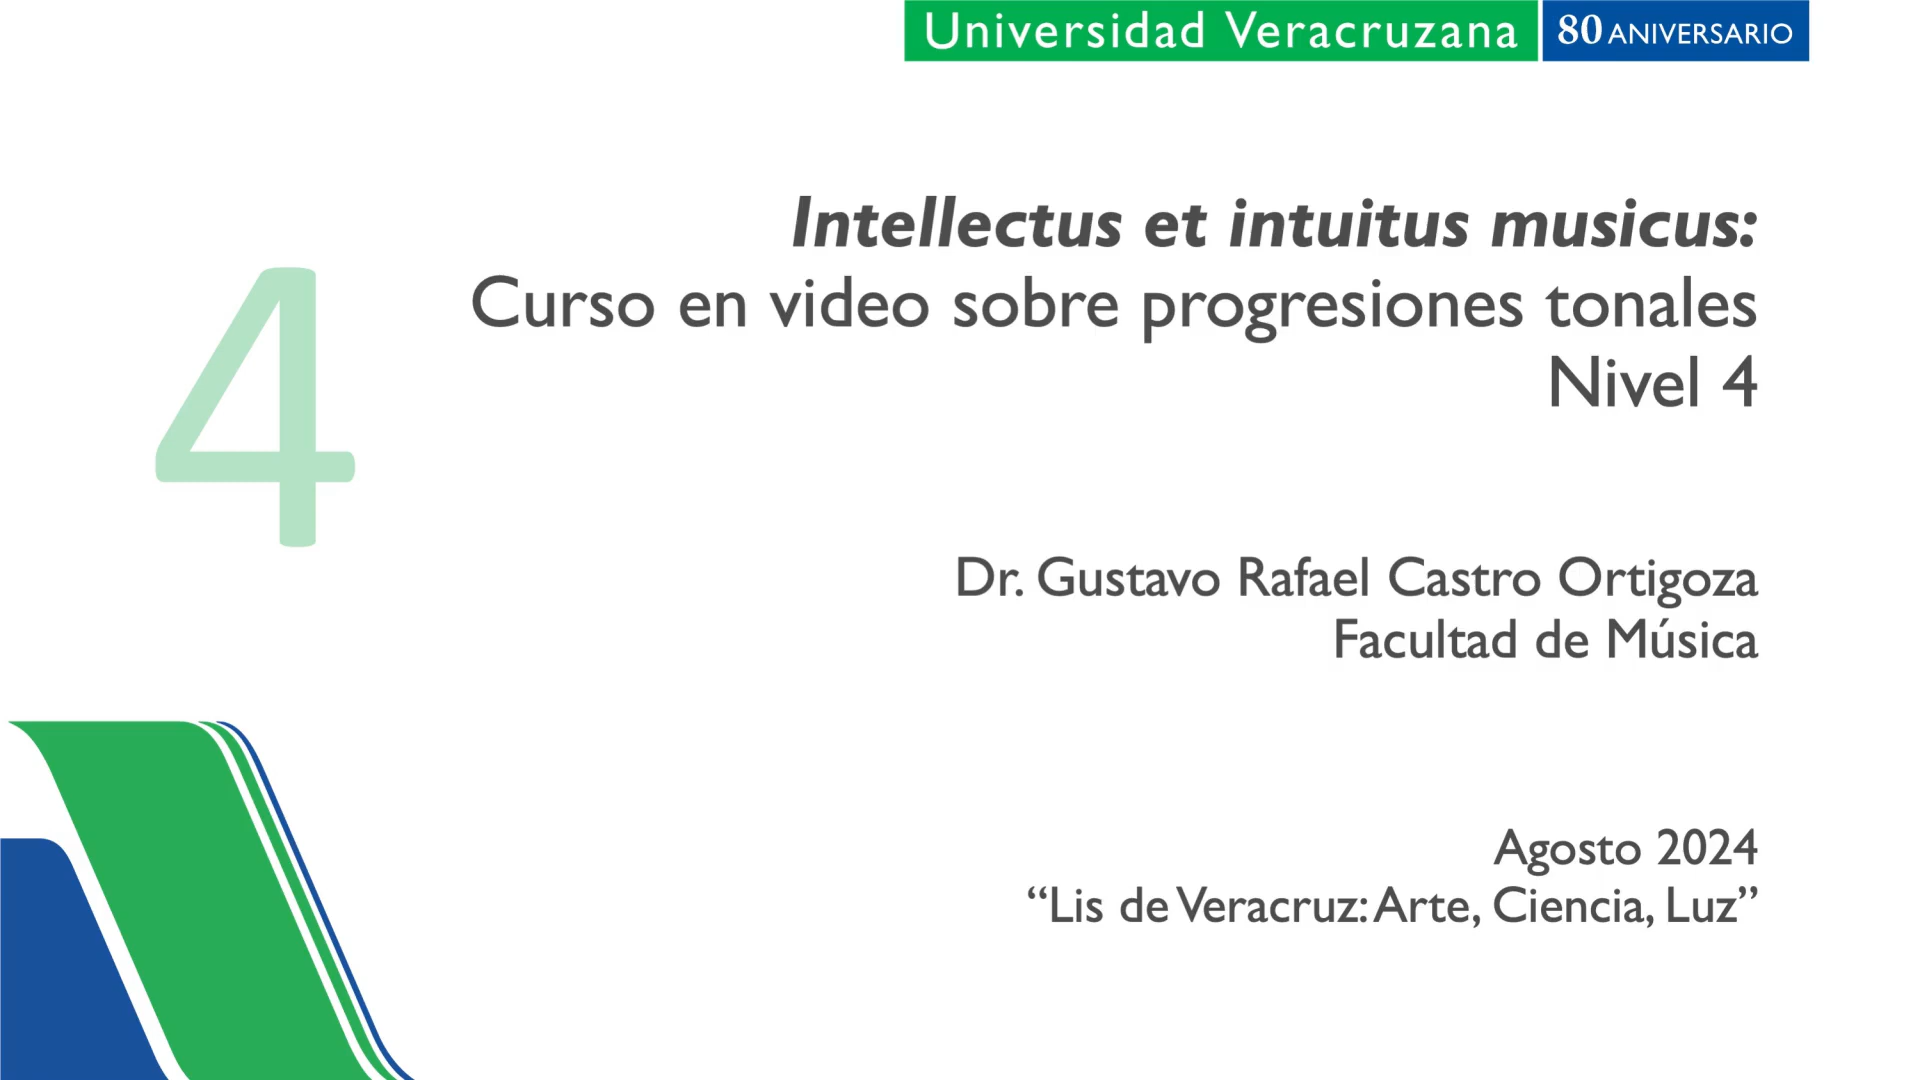 Universidad Veracruzana 80 ANIVERSARIO
Intellectus et intuitus musicus:
Curso en video sobre progresiones tonales
Nivel 4
4
Dr. Gustavo Rafael Castro Ortigoza
Facultad de Música
Agosto 2024
“Lis de Veracruz: Arte, Ciencia, Luz”